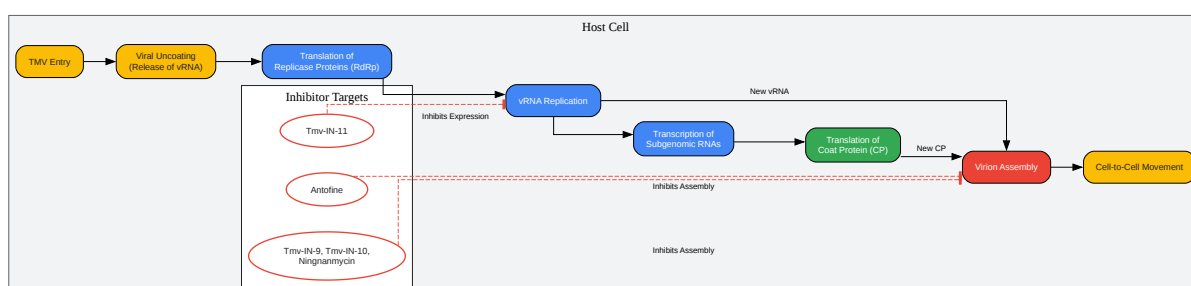 Host Cell
TMV Entry
Viral Uncoating
(Release of vRNA)
Translation of
Replicase Proteins (RdRp)
Inhibitor Targets
vRNA Replication
New vRNA
Inhibits Expression
Tmv-IN-11
Transcription of
Subgenomic RNAs
Translation of
Coat Protein (CP)
New CP
Virion Assembly
Cell-to-Cell Movement
Antofine
Inhibits Assembly
Tmv-IN-9, Tmv-IN-10,
Ningnanmycin
Inhibits Assembly